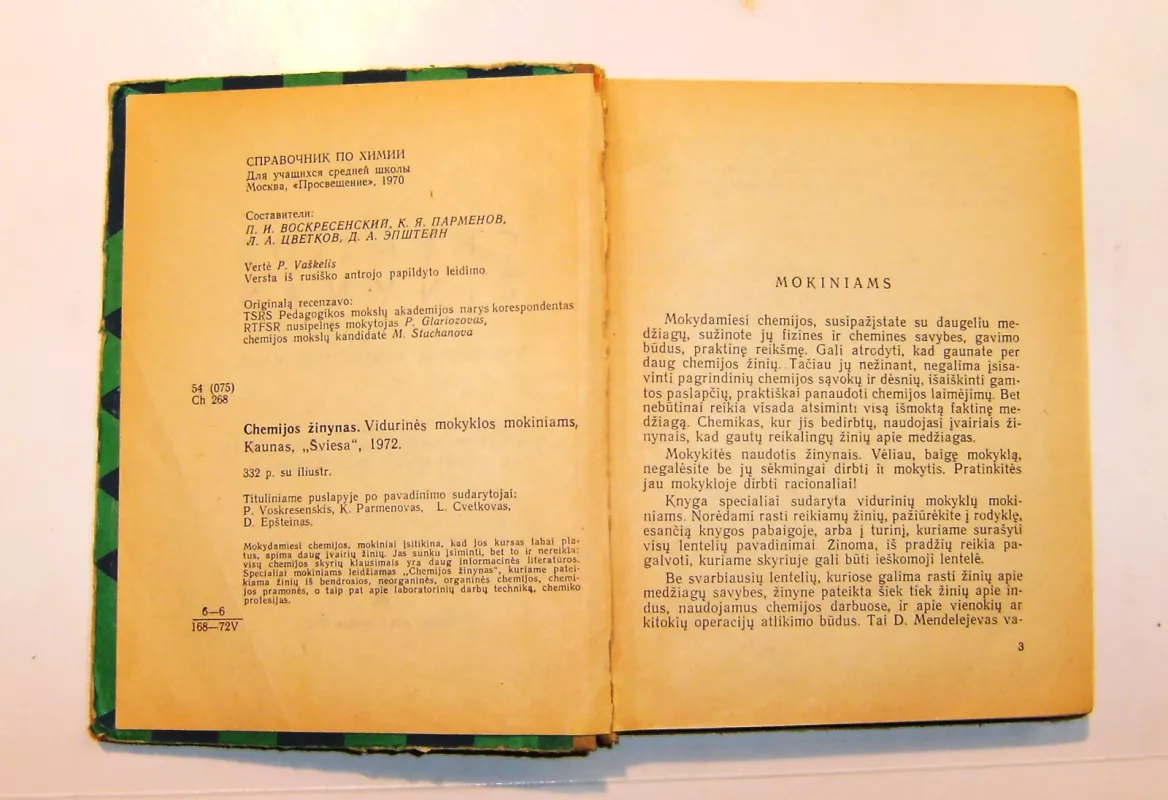 СПРАВОЧНИК ПО ХИМИИ
Для учащихся средней школы
Москва, «Просвещение», 1970
Составители:
П. И. ВОСКРЕСЕНСКИЙ, К. Я. ПАРМЕНОВ,
Л. А. ЦВЕТКОВ, Д. А. ЭПШТЕЙН
Vertė P. Vaškelis
Versta iš rusiško antrojo papildyto leidimo
Originalą recenzavo:
TSRS Pedagogikos mokslų akademijos narys korespondentas
RTFSR nusipelnęs mokytojas P. Glariozovas,
chemijos mokslų kandidatė M. Stachanova
54 (075)
Ch 268
Chemijos žinynas. Vidurinės mokyklos mokiniams,
Kaunas, „Šviesa“, 1972.
332 p. su iliustr.
Tituliniame puslapyje po pavadinimo sudarytojai:
P. Voskresenskis, K. Parmenovas, L. Cvetkovas,
D. Epšteinas.
Mokydamiesi chemijos, mokiniai įsitikina, kad jos kursas labai pla-
tus, apima daug įvairių žinių. Jas sunku įsiminti, bet to ir nereikia:
visų chemijos skyrių klausimais yra daug informacinės literatūros.
Specialiai mokiniams leidžiamas „Chemijos žinynas“, kuriame patei-
kiama žinių iš bendrosios, neorganinės, organinės chemijos, chemi-
jos pramonės, o taip pat apie laboratorinių darbų techniką, chemiko
profesijas.
6—6
168—72V
MOKINIAMS
Mokydamiesi chemijos, susipažįstate su daugeliu me-
džiagų, sužinote jų fizines ir chemines savybes, gavimo
būdus, praktinę reikšmę. Gali atrodyti, kad gaunate per
daug chemijos žinių. Tačiau jų nežinant, negalima įsisa-
vinti pagrindinių chemijos sąvokų ir dėsnių, išaiškinti gam-
tos paslapčių, praktiškai panaudoti chemijos laimėjimų. Bet
nebūtinai reikia visada atsiminti visą išmoktą faktinę me-
džiagą. Chemikas, kur jis bedirbtų, naudojasi įvairiais ži-
nynais, kad gautų reikalingų žinių apie medžiagas.
Mokykitės naudotis žinynais. Vėliau, baigę mokyklą,
negalėsite be jų sėkmingai dirbti ir mokytis. Pratinkitės
jau mokykloje dirbti racionaliai!
Knyga specialiai sudaryta vidurinių mokyklų moki-
niams. Norėdami rasti reikiamų žinių, pažiūrėkite į rodyklę,
esančią knygos pabaigoje, arba į turinį, kuriame surašyti
visų lentelių pavadinimai. Žinoma, iš pradžių reikia pa-
galvoti, kuriame skyriuje gali būti ieškomoji lentelė.
Be svarbiausių lentelių, kuriose galima rasti žinių apie
medžiagų savybes, žinyne pateikta šiek tiek žinių apie in-
dus, naudojamus chemijos darbuose, ir apie vienokių ar
kitokių operacijų atlikimo būdus. Tai D. Mendelejevas va-
3